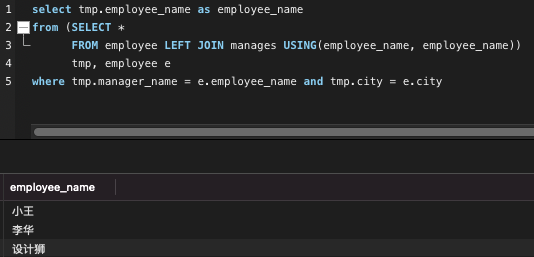 1 select tmp.employee_name as employee_name
2 from (SELECT *
3 FROM employee LEFT JOIN manages USING(employee_name, employee_name))
4 tmp, employee e
5 where tmp.manager_name = e.employee_name and tmp.city = e.city
employee_name
小王
李华
设计狮